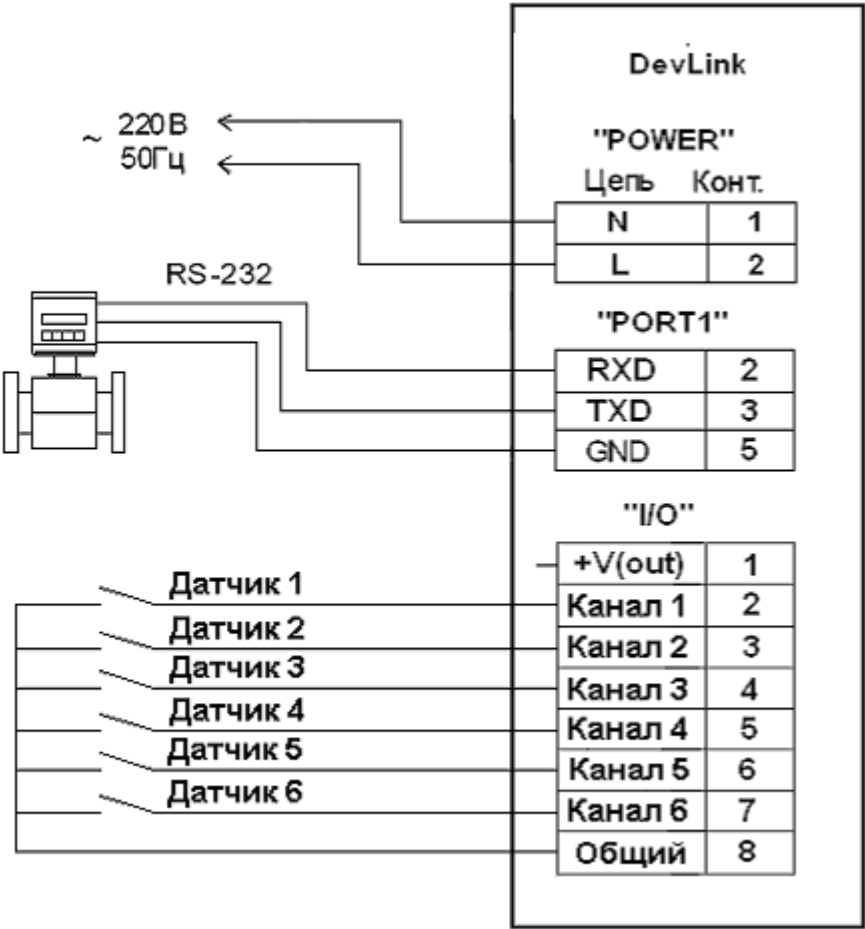 DevLink
~ 220В
50Гц
"POWER"
Цепь Конт.
N 1
L 2
RS-232
"PORT1"
RXD 2
TXD 3
GND 5
"I/O"
+V(out) 1
Датчик 1
Канал 1 2
Датчик 2
Канал 2 3
Датчик 3
Канал 3 4
Датчик 4
Канал 4 5
Датчик 5
Канал 5 6
Датчик 6
Канал 6 7
Общий 8